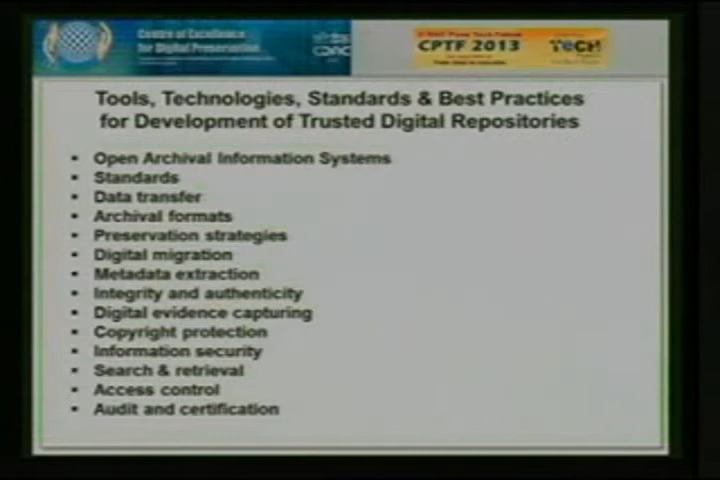 Centre of Excellence
for Digital Preservation
CPTF 2013
TECH
Tools, Technologies, Standards & Best Practices
for Development of Trusted Digital Repositories
▪ Open Archival Information Systems
▪ Standards
▪ Data transfer
▪ Archival formats
▪ Preservation strategies
▪ Digital migration
▪ Metadata extraction
▪ Integrity and authenticity
▪ Digital evidence capturing
▪ Copyright protection
▪ Information security
▪ Search & retrieval
▪ Access control
▪ Audit and certification